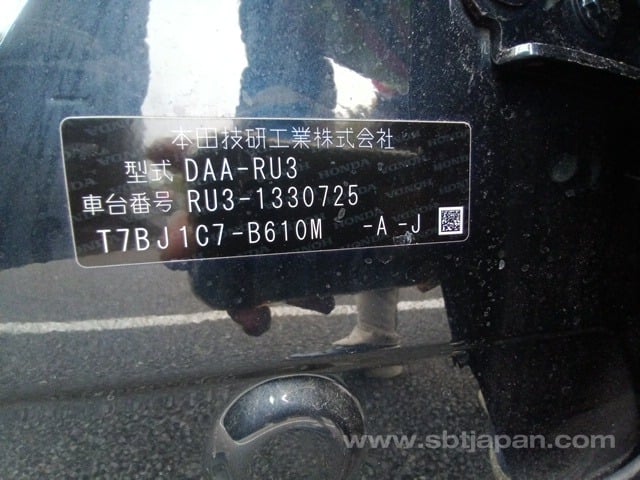 本田技研工業株式会社
型式 DAA-RU3
車台番号 RU3-1330725
T7BJ1C7-B610M -A -J
www.sbtjapan.com